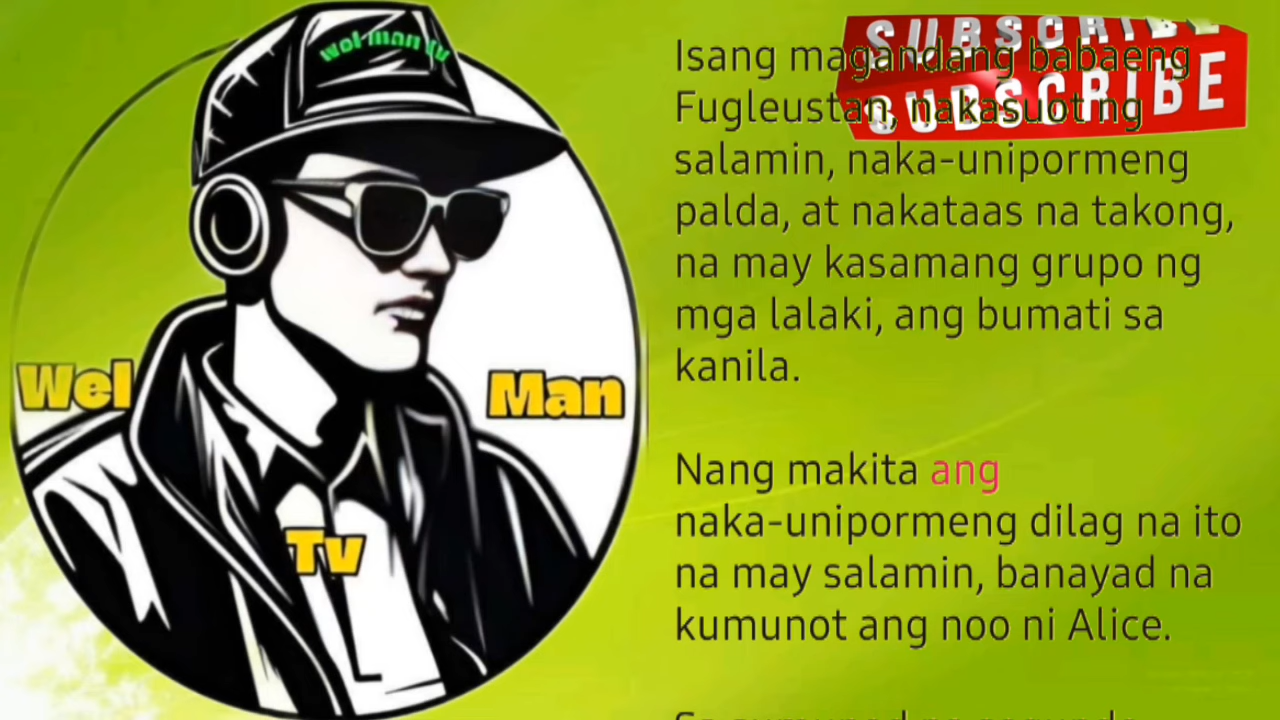 wel man tv
Wel
Man
Tv
SUBSCRIBE
SUBSCRIBE
Isang magandang babaeng
Fugleustan, nakasuot ng
salamin, naka-unipormeng
palda, at nakataas na takong,
na may kasamang grupo ng
mga lalaki, ang bumati sa
kanila.
Nang makita ang
naka-unipormeng dilag na ito
na may salamin, banayad na
kumunot ang noo ni Alice.